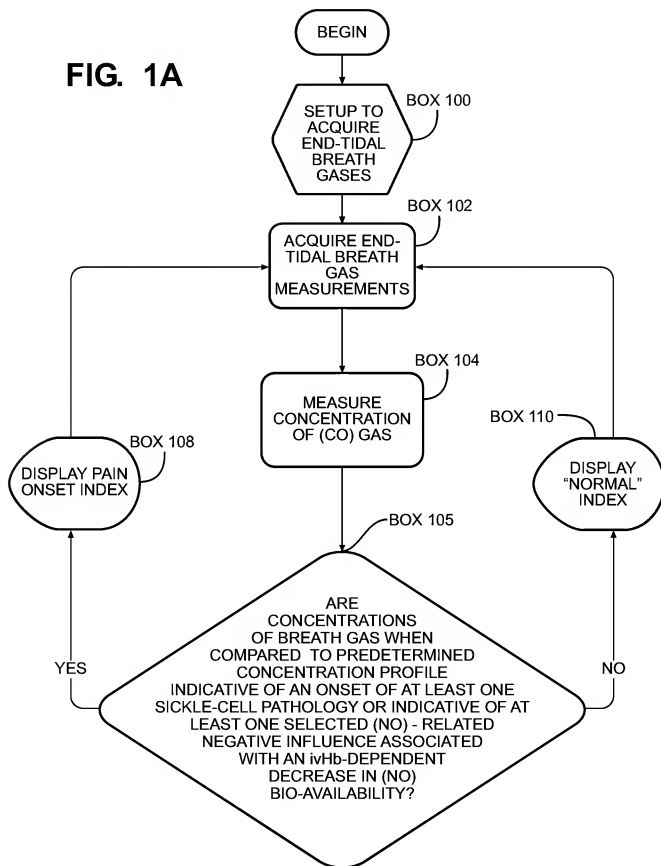 BEGIN
FIG. 1A
BOX 100
SETUP TO
ACQUIRE
END-TIDAL
BREATH
GASES
BOX 102
ACQUIRE END-
TIDAL BREATH
GAS
MEASUREMENTS
BOX 104
MEASURE
CONCENTRATION
OF (CO) GAS
BOX 108
DISPLAY PAIN
ONSET INDEX
BOX 110
DISPLAY
“NORMAL”
INDEX
BOX 105
ARE
CONCENTRATIONS
OF BREATH GAS WHEN
COMPARED TO PREDETERMINED
CONCENTRATION PROFILE
INDICATIVE OF AN ONSET OF AT LEAST ONE
SICKLE-CELL PATHOLOGY OR INDICATIVE OF AT
LEAST ONE SELECTED (NO) - RELATED
NEGATIVE INFLUENCE ASSOCIATED
WITH AN ivHb-DEPENDENT
DECREASE IN (NO)
BIO-AVAILABILITY?
YES
NO